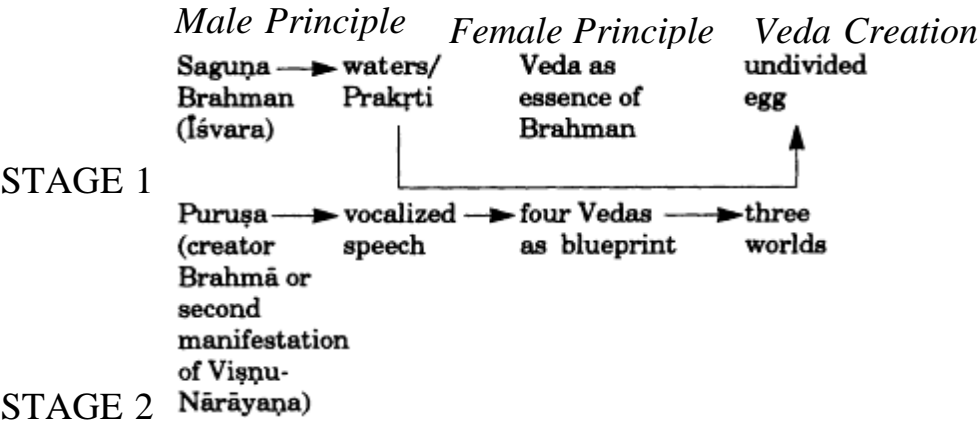 Male Principle Female Principle Veda Creation
Saguṇa waters/ Veda as undivided
Brahman Prakṛti essence of egg
(Īśvara) Brahman
STAGE 1
Puruṣa vocalized four Vedas three
(creator speech as blueprint worlds
Brahmā or
second
manifestation
of Viṣṇu-
STAGE 2 Nārāyaṇa)